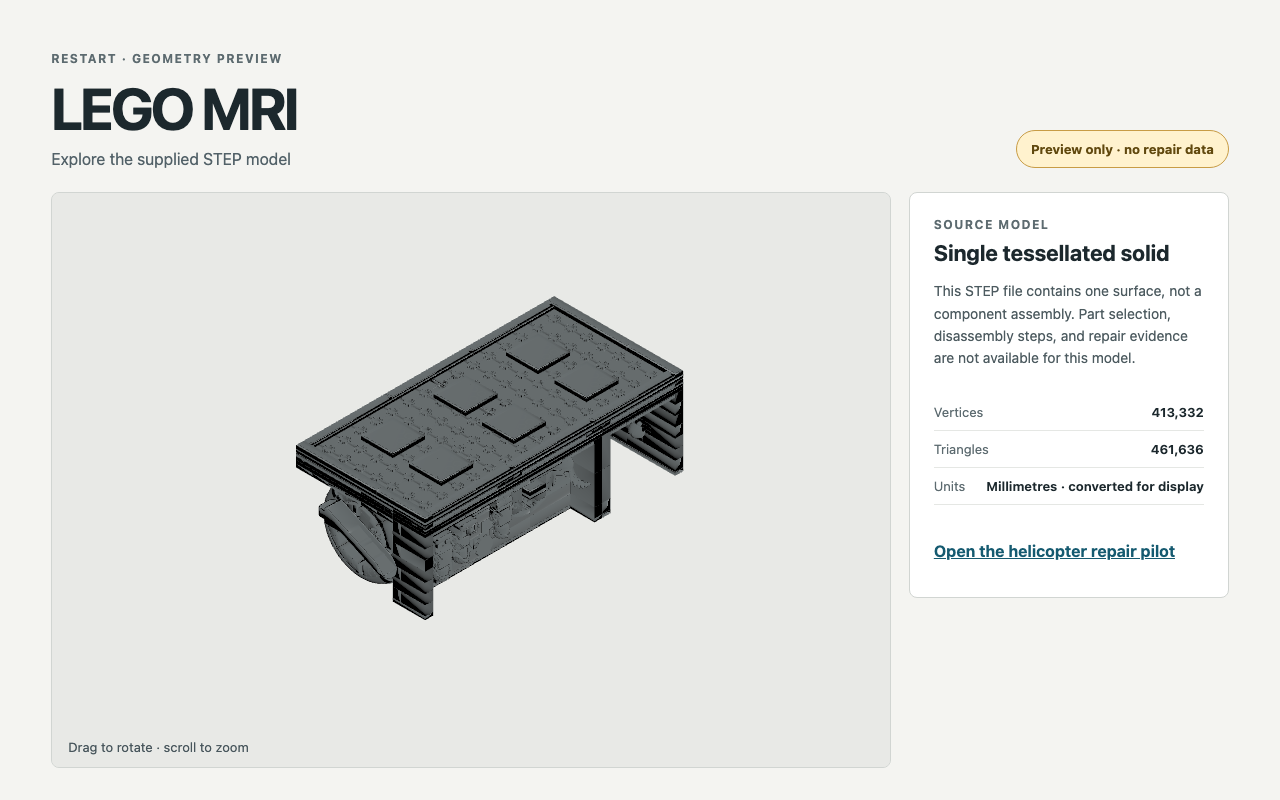 RESTART · GEOMETRY PREVIEW
LEGO MRI
Explore the supplied STEP model
Preview only · no repair data
SOURCE MODEL
Single tessellated solid
This STEP file contains one surface, not a
component assembly. Part selection,
disassembly steps, and repair evidence
are not available for this model.
Vertices 413,332
Triangles 461,636
Units Millimetres · converted for display
Open the helicopter repair pilot
Drag to rotate · scroll to zoom